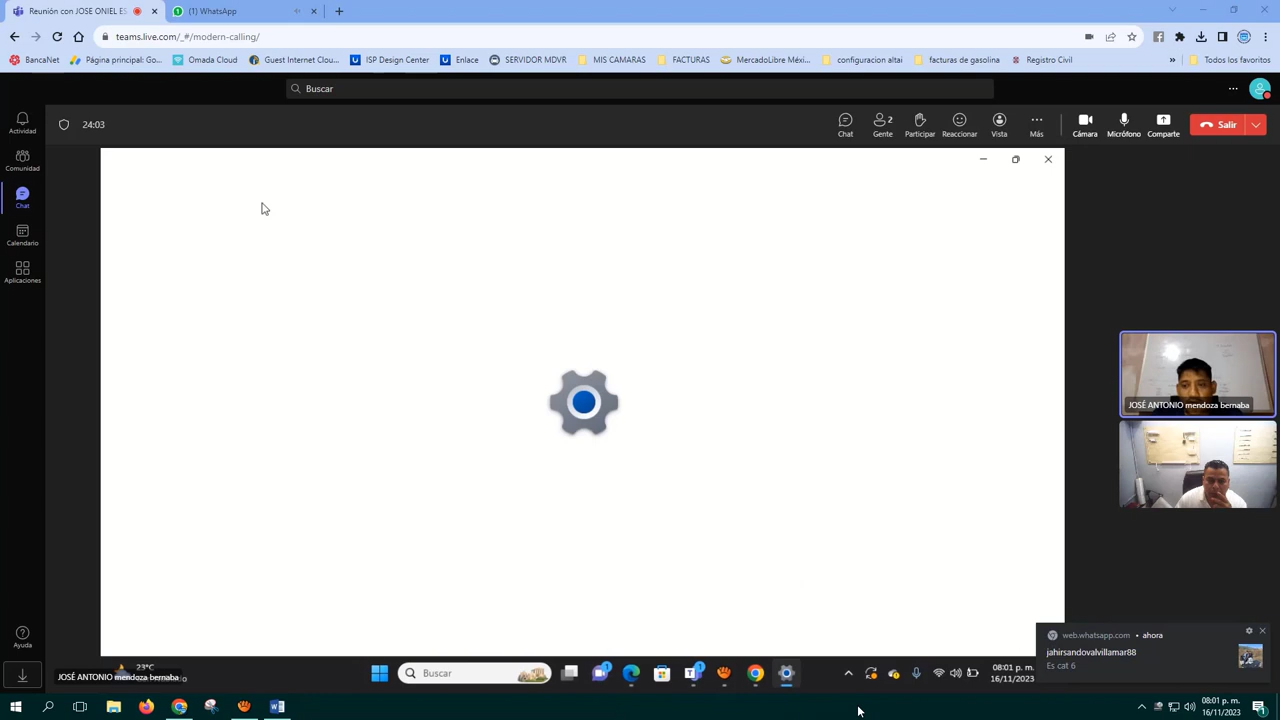 Reunión con JOSE ONIEL ES
(1) WhatsApp
teams.live.com/_#/modern-calling/
BancaNet
Página principal: Go...
Omada Cloud
Guest Internet Clou...
ISP Design Center
Enlace
SERVIDOR MDVR
MIS CAMARAS
FACTURAS
MercadoLibre Méxi...
configuracion altai
facturas de gasolina
Registro Civil
»
Todos los favoritos
Buscar
Actividad
Comunidad
Chat
Calendario
Aplicaciones
Ayuda
24:03
Chat
Gente
2
Participar
Reaccionar
Vista
Más
Cámara
Micrófono
Comparte
Salir
JOSÉ ANTONIO mendoza bernaba
web.whatsapp.com • ahora
jahirsandovalvillamar88
Es cat 6
23°C
JOSÉ ANTONIO mendoza bernaba
Buscar
08:01 p. m.
16/11/2023
08:01 p. m.
16/11/2023